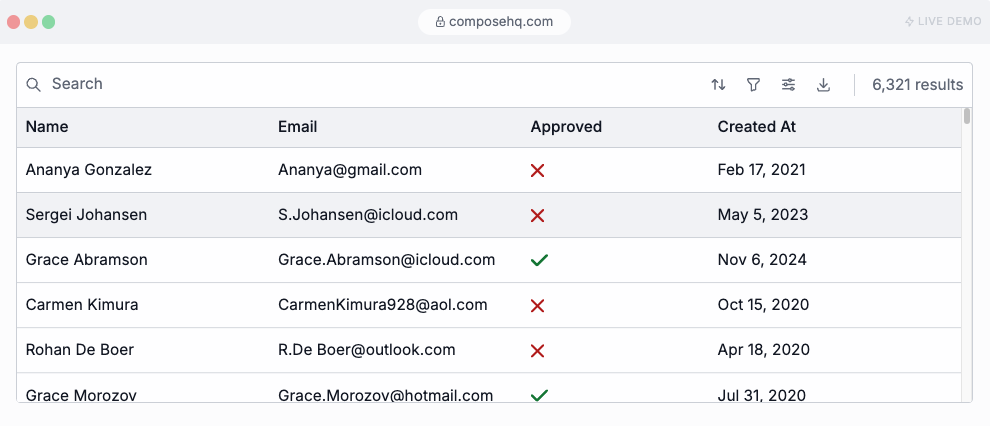 composehq.com
LIVE DEMO
Search
6,321 results
Name Email Approved Created At
Ananya Gonzalez Ananya@gmail.com Feb 17, 2021
Sergei Johansen S.Johansen@icloud.com May 5, 2023
Grace Abramson Grace.Abramson@icloud.com Nov 6, 2024
Carmen Kimura CarmenKimura928@aol.com Oct 15, 2020
Rohan De Boer R.De Boer@outlook.com Apr 18, 2020
Grace Morozov Grace.Morozov@hotmail.com Jul 31, 2020